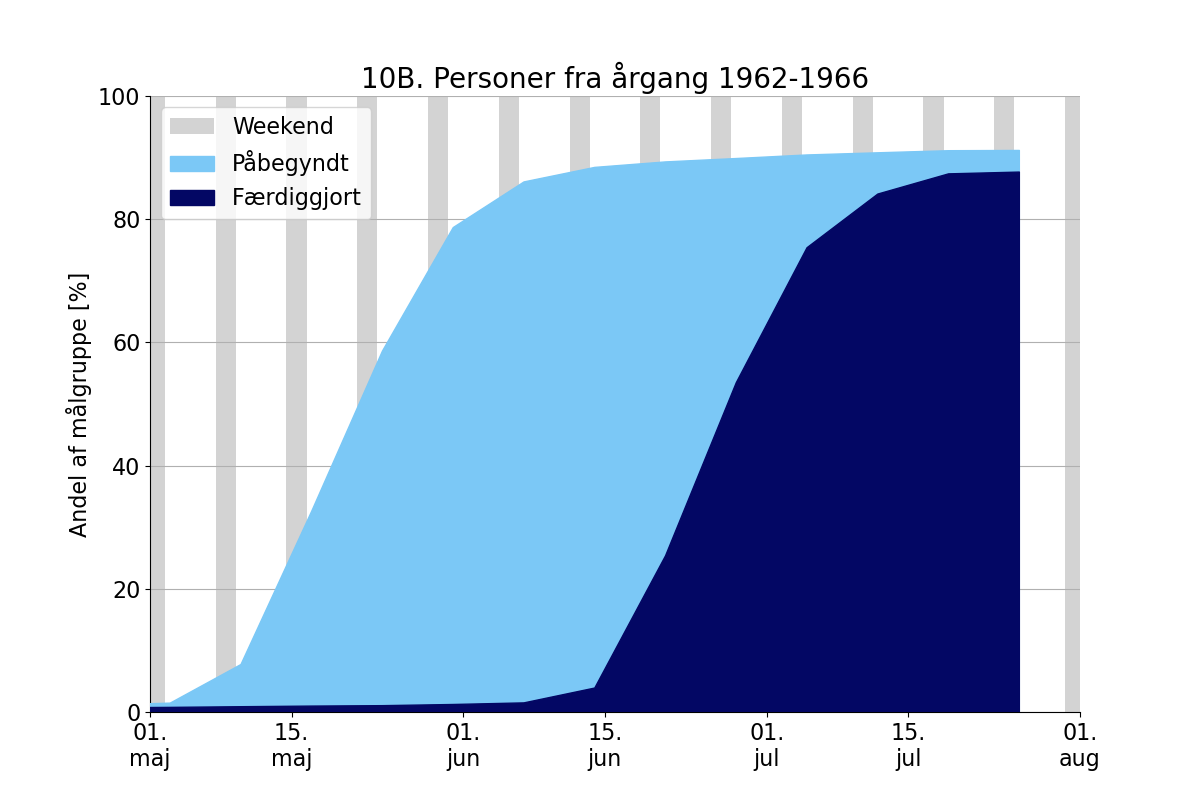 10B. Personer fra årgang 1962-1966
Weekend
Påbegyndt
Færdiggjort
Andel af målgruppe [%]
100
80
60
40
20
0
01.
maj
15.
maj
01.
jun
15.
jun
01.
jul
15.
jul
01.
aug